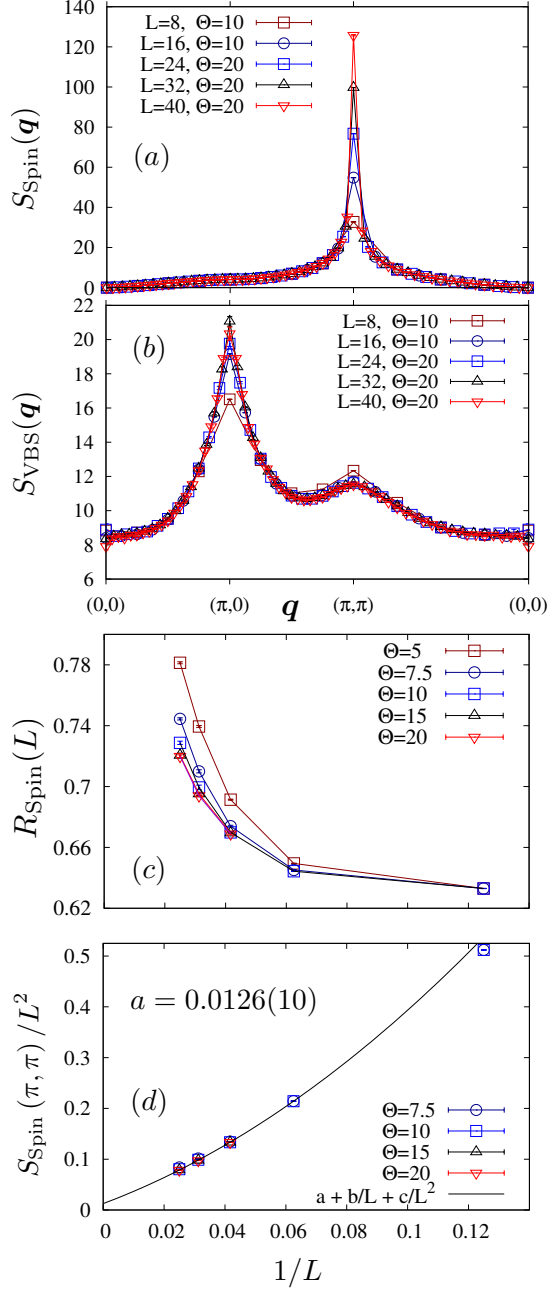 140
120
100
80
60
40
20
0
S_Spin(q)
L=8, Θ=10
L=16, Θ=10
L=24, Θ=20
L=32, Θ=20
L=40, Θ=20
(a)
22
20
18
16
14
12
10
8
6
S_VBS(q)
L=8, Θ=10
L=16, Θ=10
L=24, Θ=20
L=32, Θ=20
L=40, Θ=20
(b)
(0,0) (π,0) q (π,π) (0,0)
0.78
0.74
0.7
0.66
0.62
R_Spin(L)
Θ=5
Θ=7.5
Θ=10
Θ=15
Θ=20
(c)
0.5
0.4
0.3
0.2
0.1
0
S_Spin(π, π)/L²
a = 0.0126(10)
(d)
Θ=7.5
Θ=10
Θ=15
Θ=20
a + b/L + c/L²
0 0.02 0.04 0.06 0.08 0.1 0.12
1/L